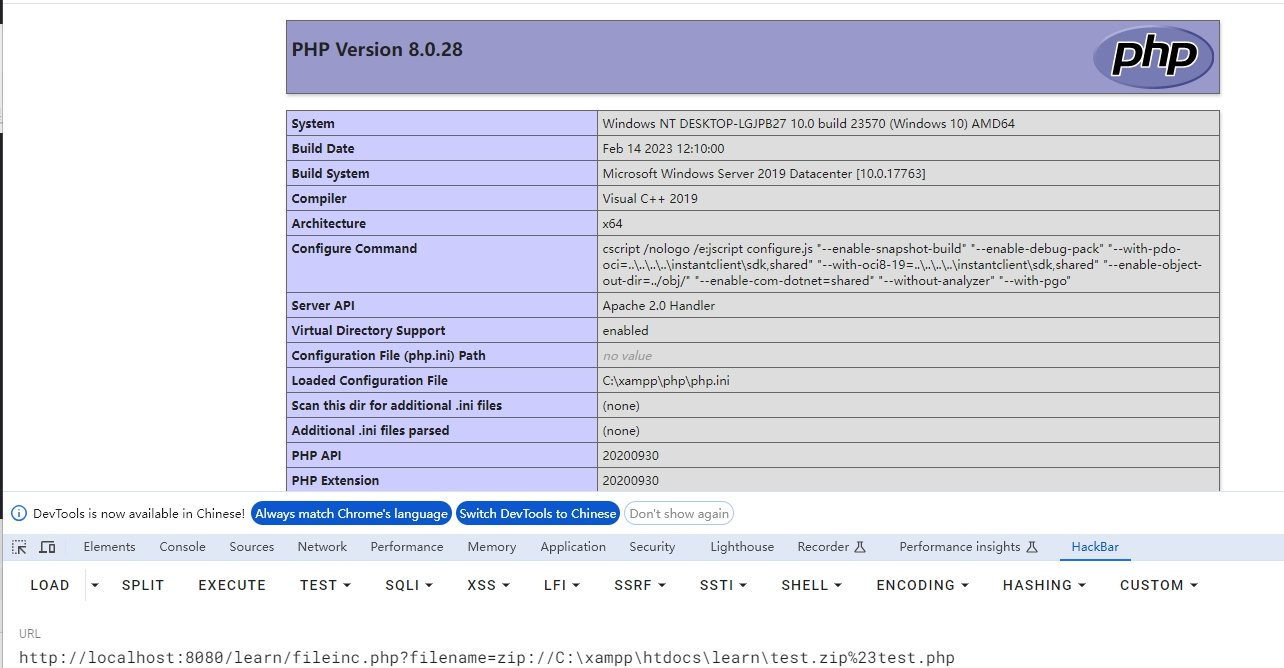 PHP Version 8.0.28
php
System Windows NT DESKTOP-LGJPB27 10.0 build 23570 (Windows 10) AMD64
Build Date Feb 14 2023 12:10:00
Build System Microsoft Windows Server 2019 Datacenter [10.0.17763]
Compiler Visual C++ 2019
Architecture x64
Configure Command cscript /nologo /e:jscript configure.js "--enable-snapshot-build" "--enable-debug-pack" "--with-pdo-
oci=..\..\..\..\instantclient\sdk,shared" "--with-oci8-19=..\..\..\..\instantclient\sdk,shared" "--enable-object-
out-dir=../obj/" "--enable-com-dotnet=shared" "--without-analyzer" "--with-pgo"
Server API Apache 2.0 Handler
Virtual Directory Support enabled
Configuration File (php.ini) Path no value
Loaded Configuration File C:\xampp\php\php.ini
Scan this dir for additional .ini files (none)
Additional .ini files parsed (none)
PHP API 20200930
PHP Extension 20200930
DevTools is now available in Chinese! Always match Chrome's language Switch DevTools to Chinese Don't show again
Elements Console Sources Network Performance Memory Application Security Lighthouse Recorder Performance insights HackBar
LOAD SPLIT EXECUTE TEST SQLI XSS LFI SSRF SSTI SHELL ENCODING HASHING CUSTOM
URL
http://localhost:8080/learn/fileinc.php?filename=zip://C:\xampp\htdocs\learn\test.zip%23test.php